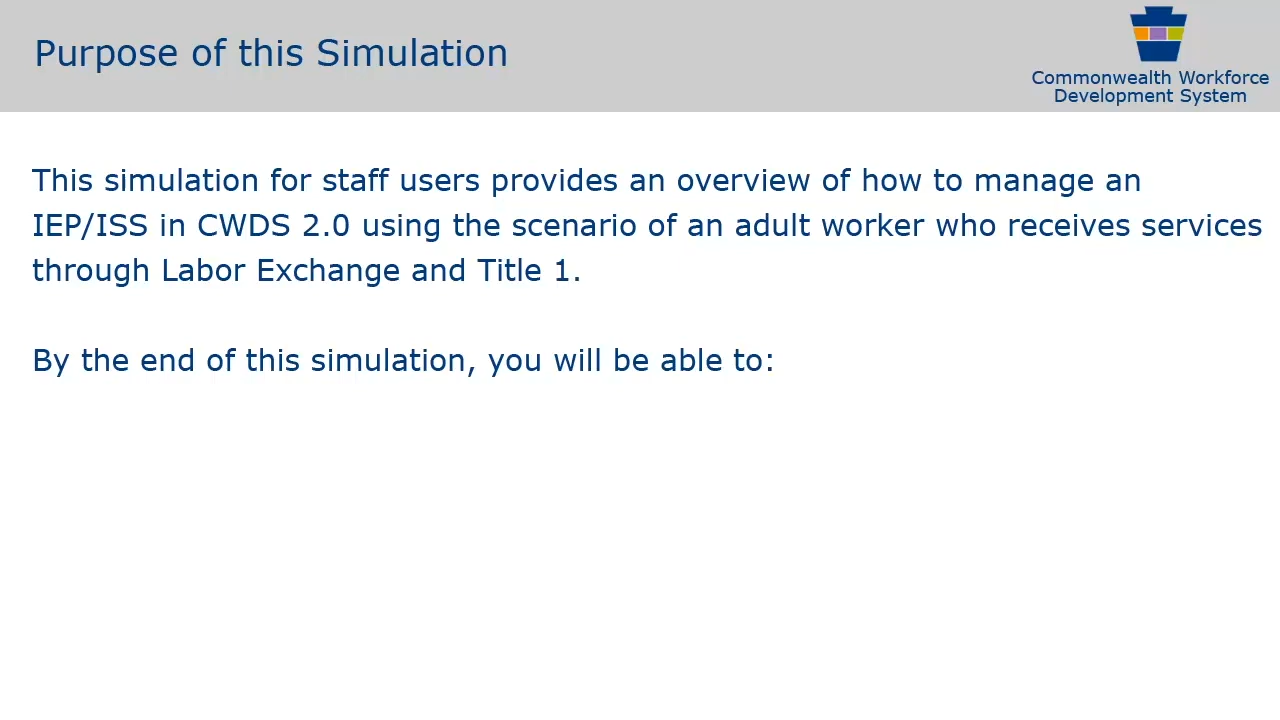 Purpose of this Simulation
Commonwealth Workforce
Development System
This simulation for staff users provides an overview of how to manage an
IEP/ISS in CWDS 2.0 using the scenario of an adult worker who receives services
through Labor Exchange and Title 1.
By the end of this simulation, you will be able to: